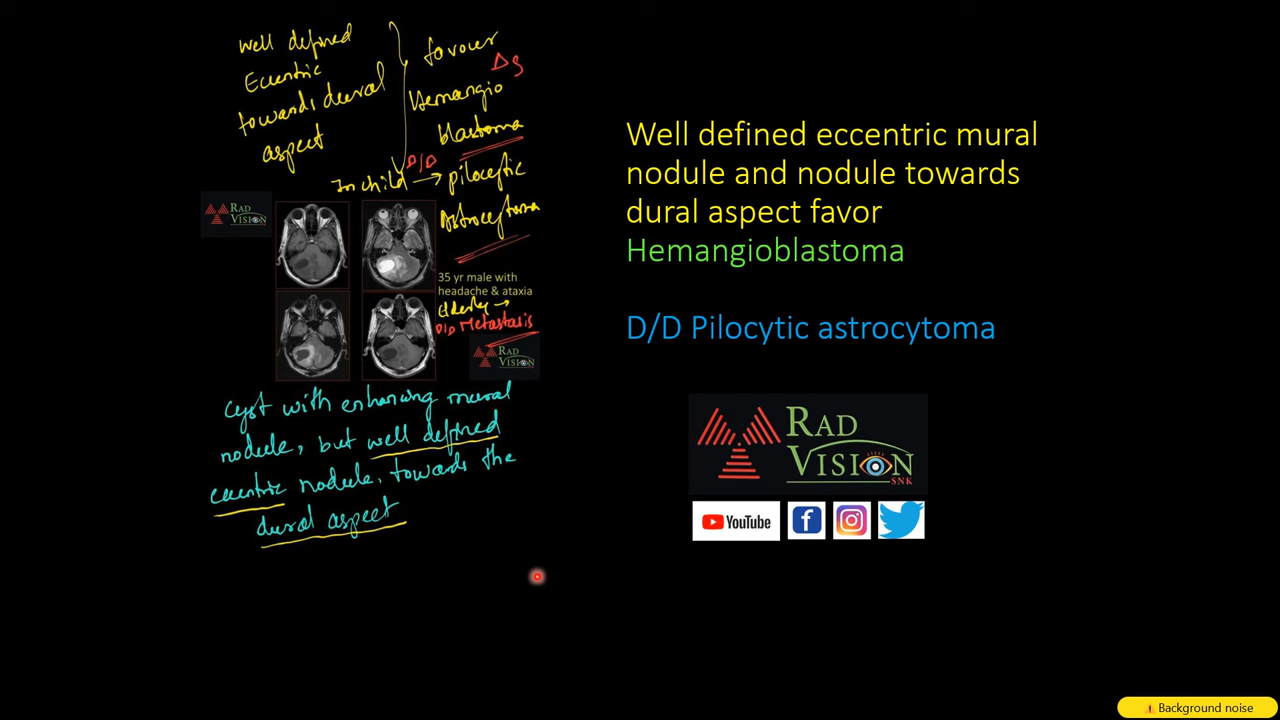 well defined
Eccentric
towards dural
aspect
favour
Δs
Hemangio
blastoma
In child → D/D pilocytic
Astrocytoma
RAD
VISION
35 yr male with
headache & ataxia
Elderly →
D/D Metastasis
RAD
VISION
Cyst with enhancing mural
nodule, but well defined
eccentric nodule, towards the
dural aspect
Well defined eccentric mural
nodule and nodule towards
dural aspect favor
Hemangioblastoma
D/D Pilocytic astrocytoma
RAD
VISION
SNK
YouTube
Background noise